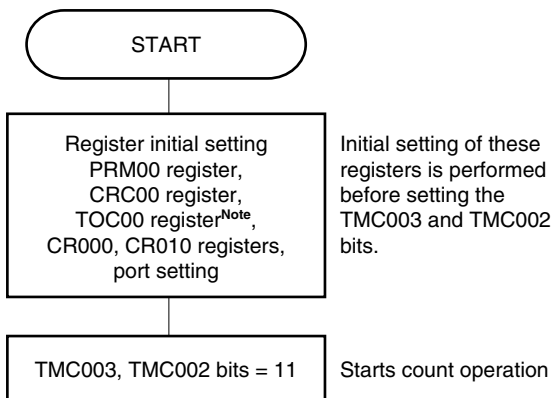 START
Register initial setting
PRM00 register,
CRC00 register,
TOC00 registerNote,
CR000, CR010 registers,
port setting
Initial setting of these
registers is performed
before setting the
TMC003 and TMC002
bits.
TMC003, TMC002 bits = 11
Starts count operation